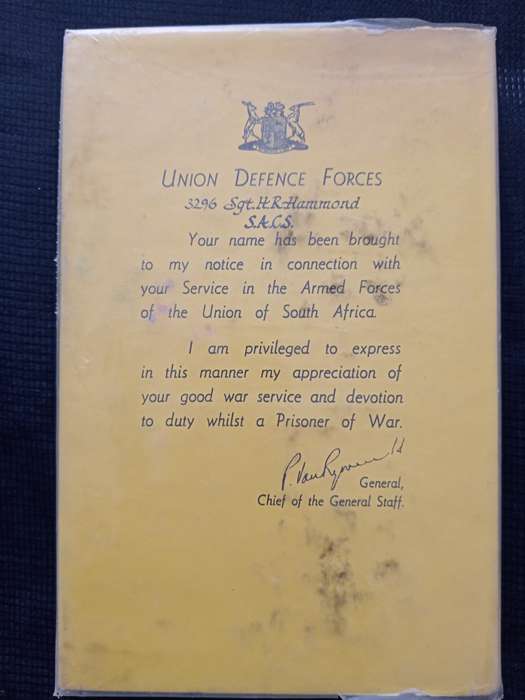 UNION DEFENCE FORCES
3296 Sgt. H.R. Hammond
S.A.C.S.
Your name has been brought
to my notice in connection with
your Service in the Armed Forces
of the Union of South Africa.
I am privileged to express
in this manner my appreciation of
your good war service and devotion
to duty whilst a Prisoner of War.
General,
Chief of the General Staff.